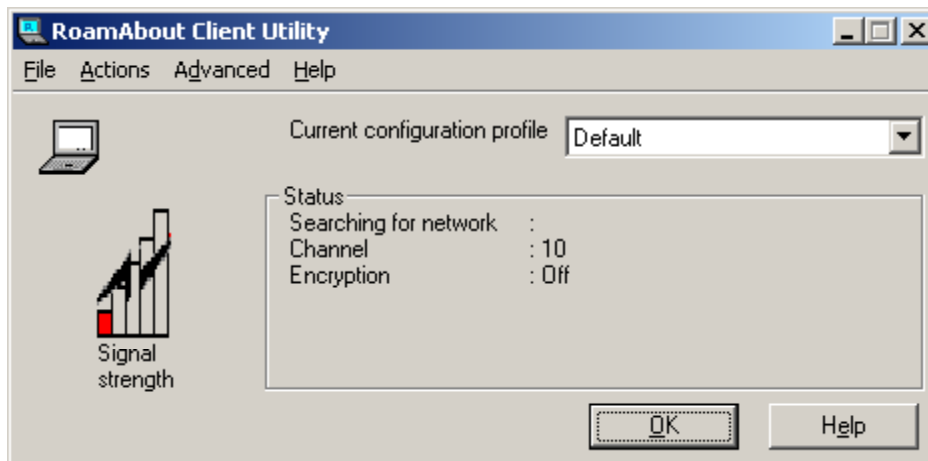 RoamAbout Client Utility
File Actions Advanced Help
Current configuration profile Default
Status
Searching for network :
Channel : 10
Encryption : Off
Signal
strength
OK Help